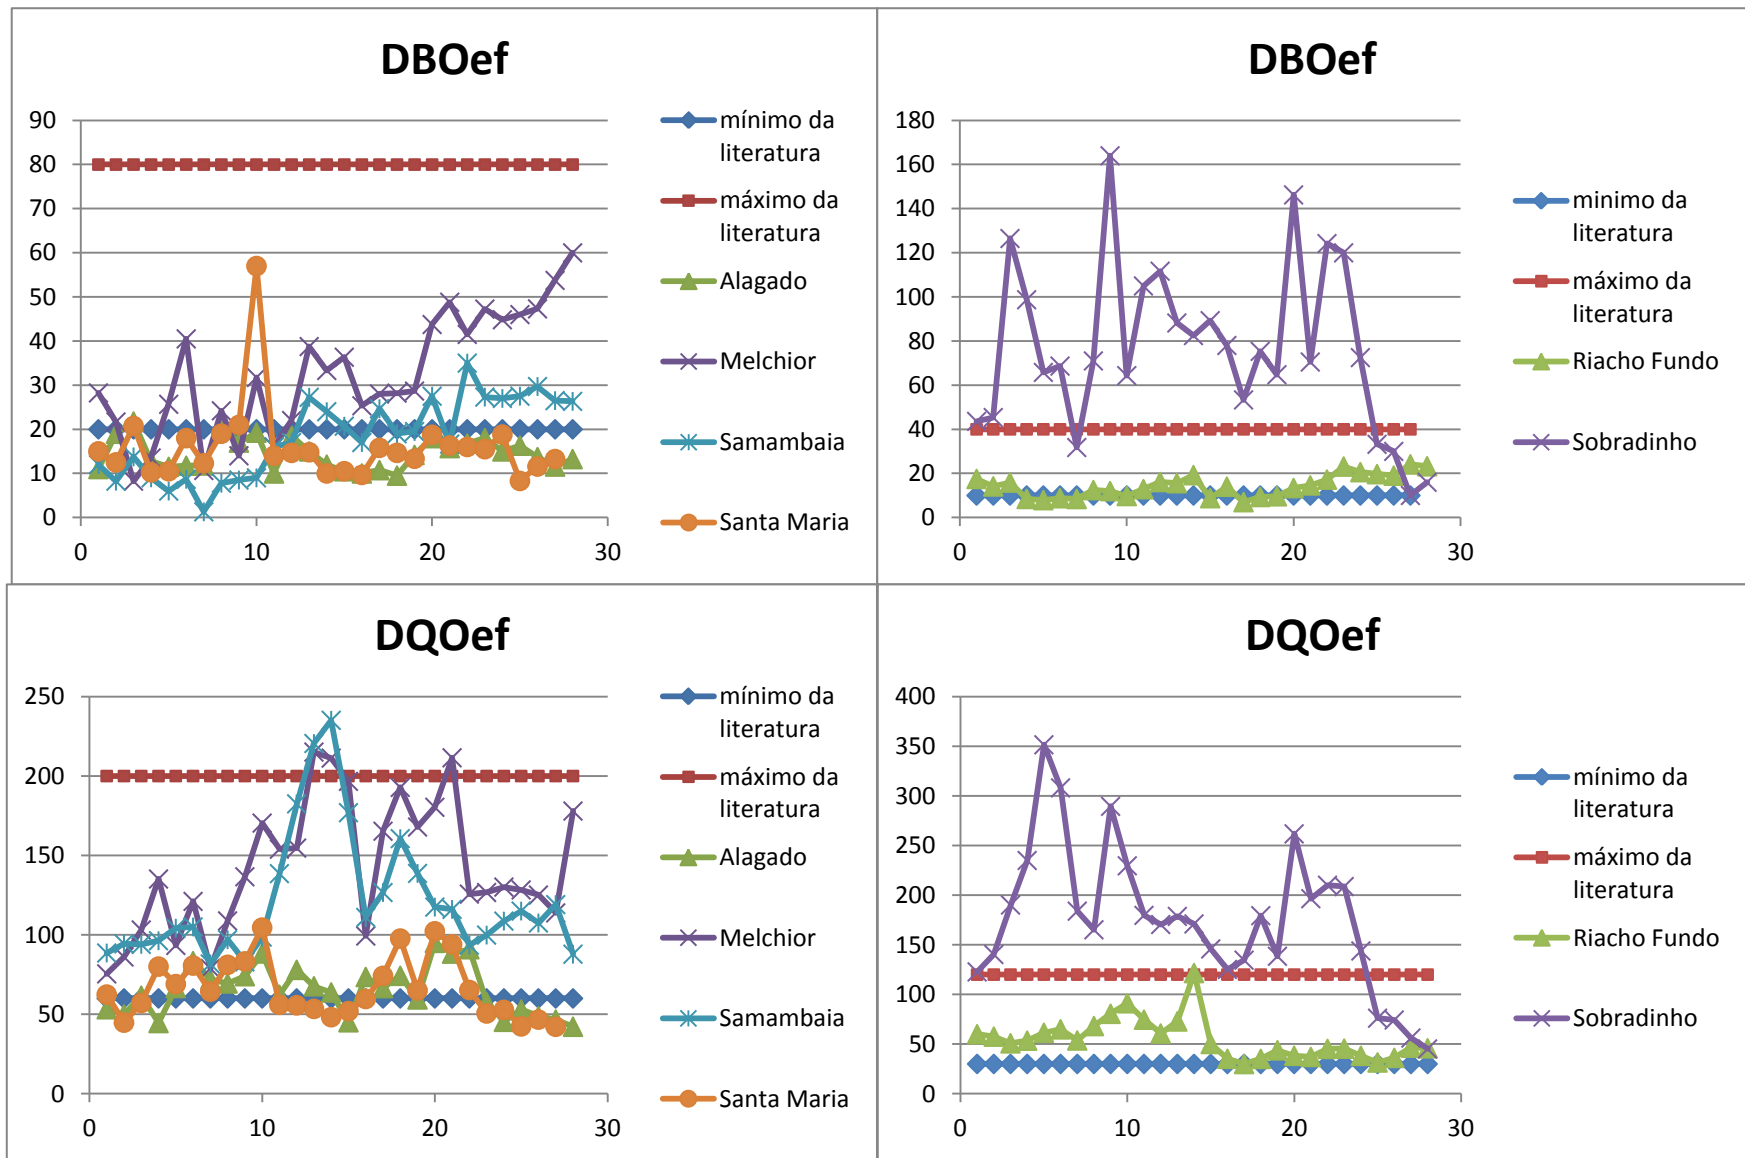 DBOef
90
80
70
60
50
40
30
20
10
0
0
10
20
30
mínimo da
literatura
máximo da
literatura
Alagado
Melchior
Samambaia
Santa Maria
DBOef
180
160
140
120
100
80
60
40
20
0
0
10
20
30
minimo da
literatura
máximo da
literatura
Riacho Fundo
Sobradinho
DQOef
250
200
150
100
50
0
0
10
20
30
mínimo da
literatura
máximo da
literatura
Alagado
Melchior
Samambaia
Santa Maria
DQOef
400
350
300
250
200
150
100
50
0
0
10
20
30
mínimo da
literatura
máximo da
literatura
Riacho Fundo
Sobradinho